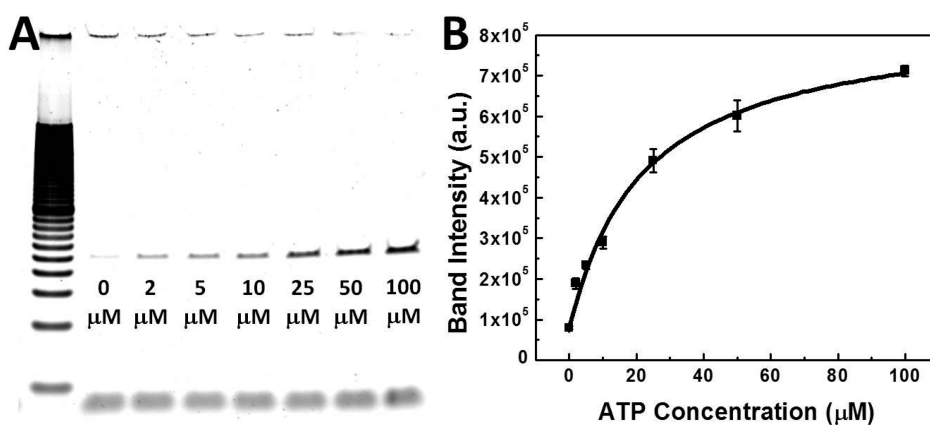 A
0 2 5 10 25 50 100
μM μM μM μM μM μM μM
B
8x10⁵
7x10⁵
6x10⁵
5x10⁵
4x10⁵
3x10⁵
2x10⁵
1x10⁵
0
Band Intensity (a.u.)
0 20 40 60 80 100
ATP Concentration (μM)